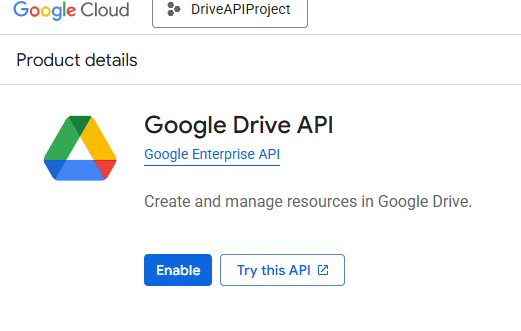 Google Cloud
DriveAPIProject
Product details
Google Drive API
Google Enterprise API
Create and manage resources in Google Drive.
Enable
Try this API